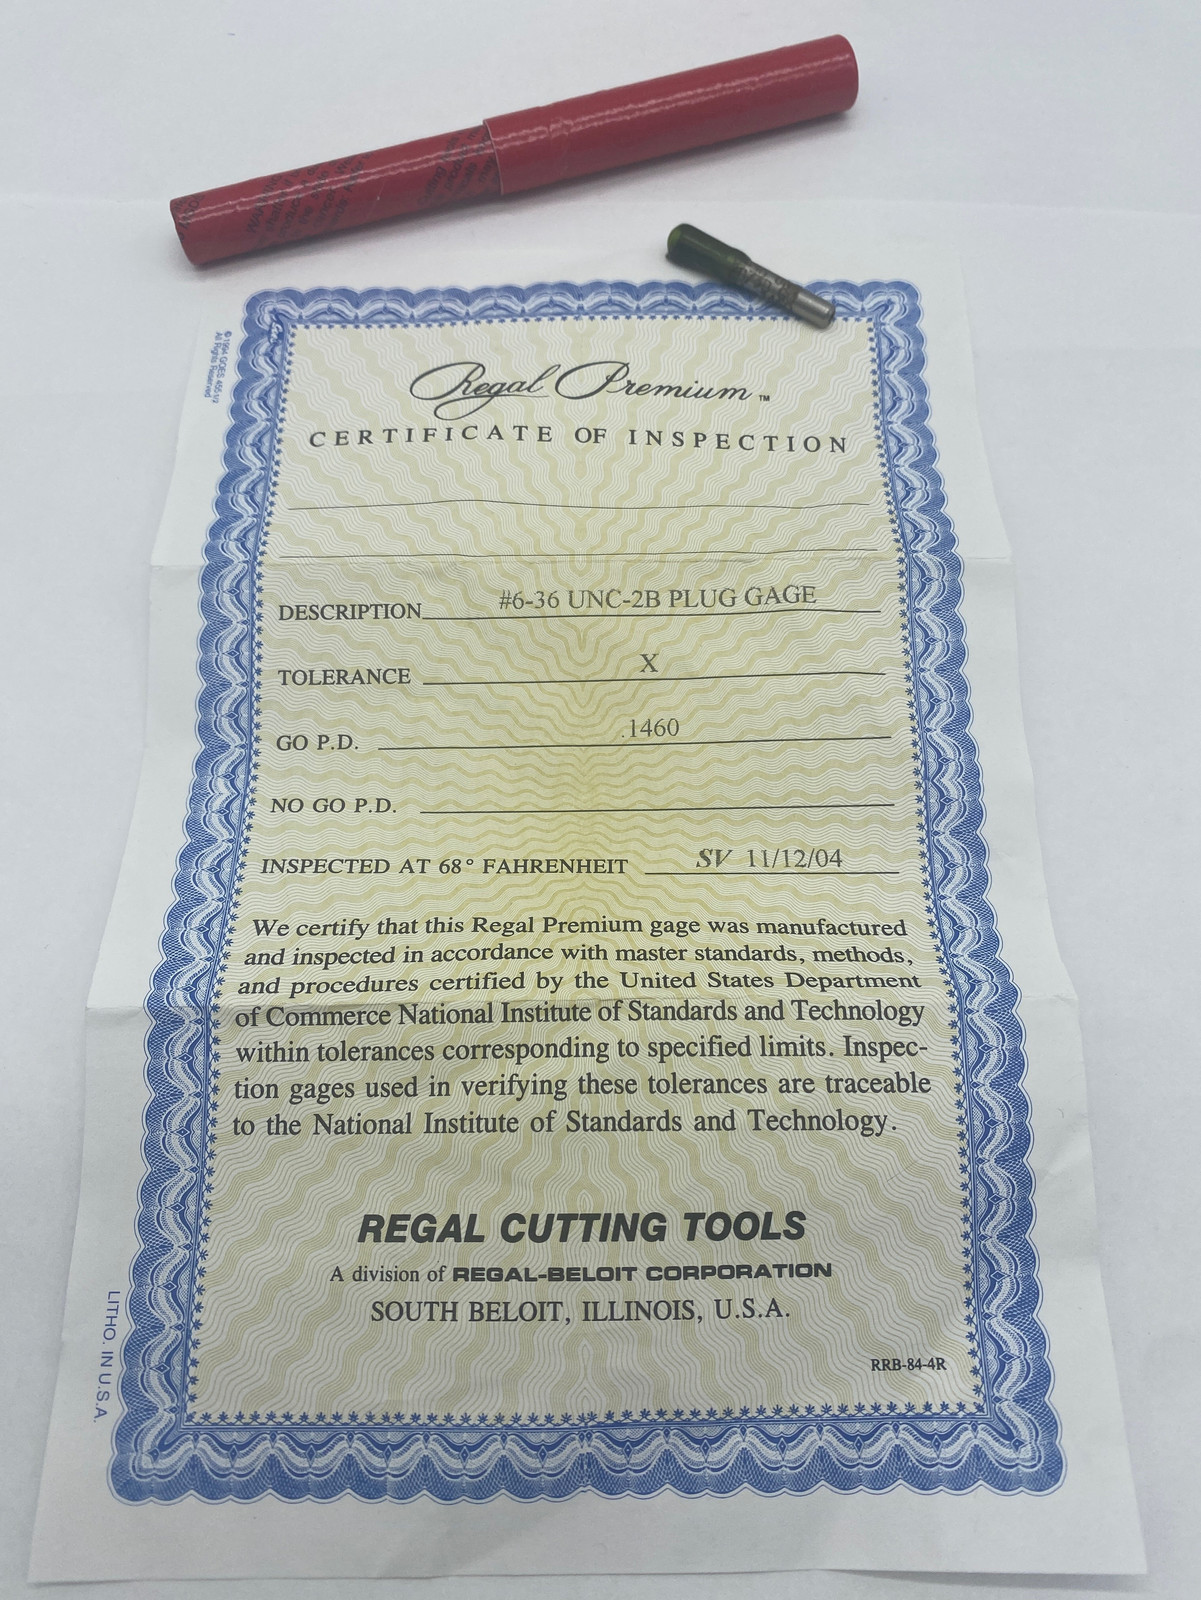 Regal Premium™
CERTIFICATE OF INSPECTION
DESCRIPTION #6-36 UNC-2B PLUG GAGE
TOLERANCE X
GO P.D. .1460
NO GO P.D.
INSPECTED AT 68° FAHRENHEIT SV 11/12/04
We certify that this Regal Premium gage was manufactured
and inspected in accordance with master standards, methods,
and procedures certified by the United States Department
of Commerce National Institute of Standards and Technology
within tolerances corresponding to specified limits. Inspec-
tion gages used in verifying these tolerances are traceable
to the National Institute of Standards and Technology.
REGAL CUTTING TOOLS
A division of REGAL-BELOIT CORPORATION
SOUTH BELOIT, ILLINOIS, U.S.A.
RRB-84-4R
LITHO. IN U.S.A.
©1994 GOES
All Rights Reserved